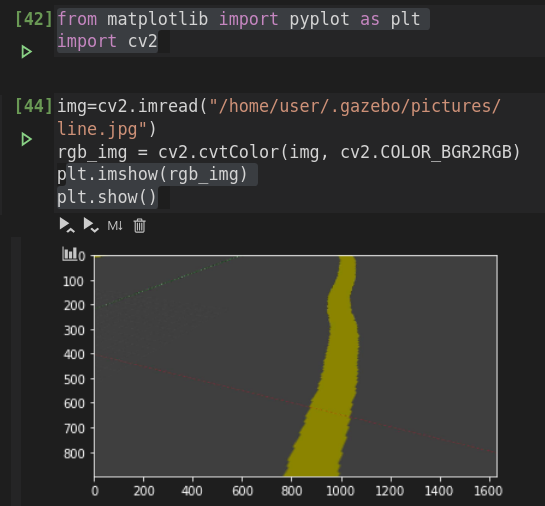 [42] from matplotlib import pyplot as plt
import cv2
[44] img=cv2.imread("/home/user/.gazebo/pictures/
line.jpg")
rgb_img = cv2.cvtColor(img, cv2.COLOR_BGR2RGB)
plt.imshow(rgb_img)
plt.show()
M↓
0
100
200
300
400
500
600
700
800
0 200 400 600 800 1000 1200 1400 1600